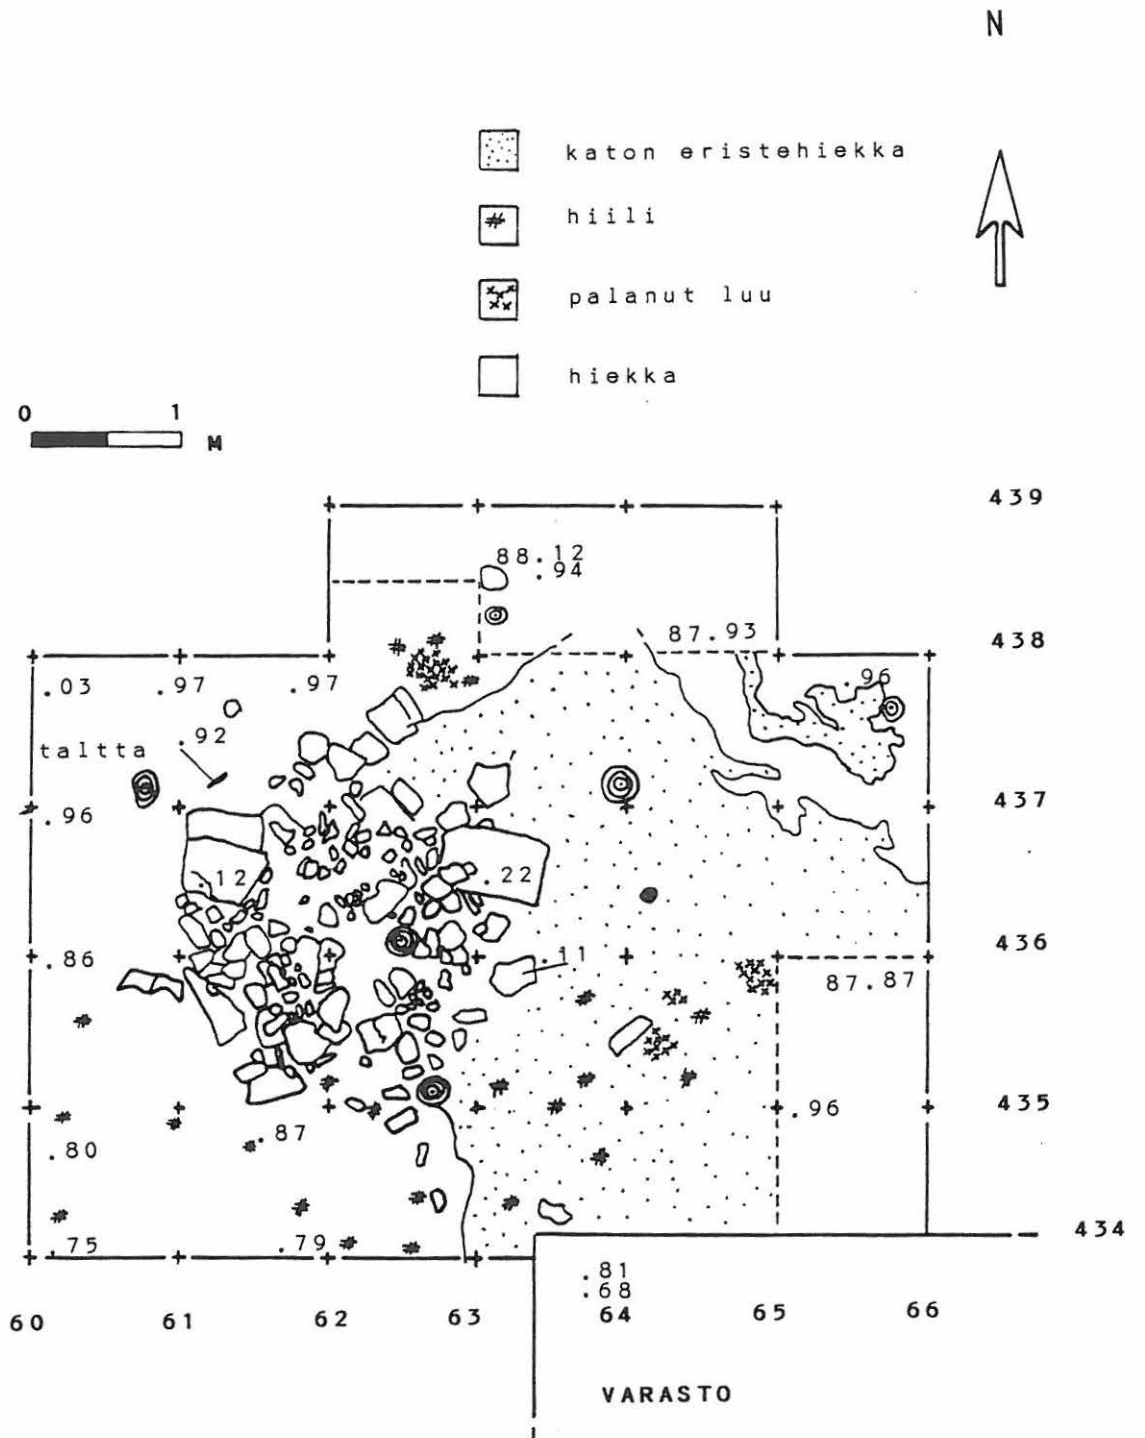 N
katon eristehiekka
hiili
palanut luu
hiekka
0 1
M
439
88.12
.94
87.93
438
.03 .97 .97
.96
.92
taltta
437
.96
.12
.22
436
.86
.11
87.87
435
.96
.87
.80
434
.75
.79
.81
.68
60 61 62 63 64 65 66
VARASTO